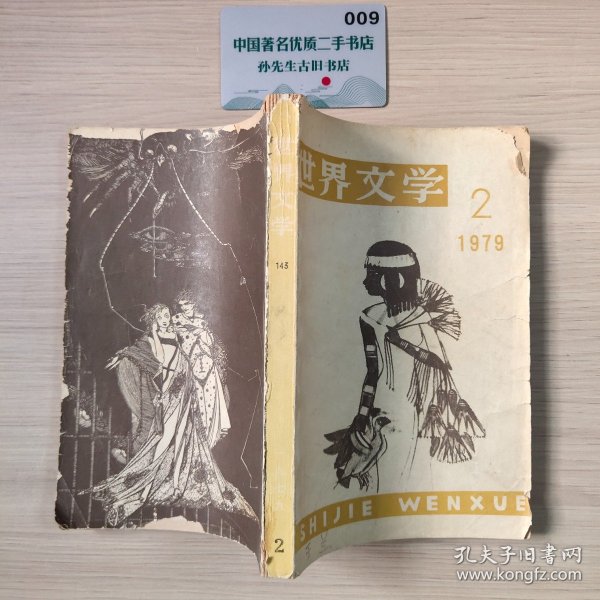 009
中国著名优质二手书店
孙先生古旧书店
世界文学
2
1979
SHIJIE WENXUE
世界文学
143
2
孔夫子旧书网
www.kongfz.com